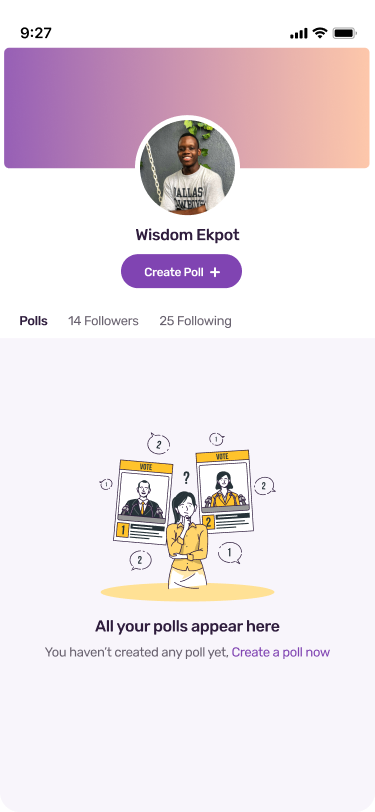 9:27
Wisdom Ekpot
Create Poll +
Polls 14 Followers 25 Following
2 1
VOTE
VOTE
?
1 2
1 2
2 1
All your polls appear here
You haven't created any poll yet, Create a poll now